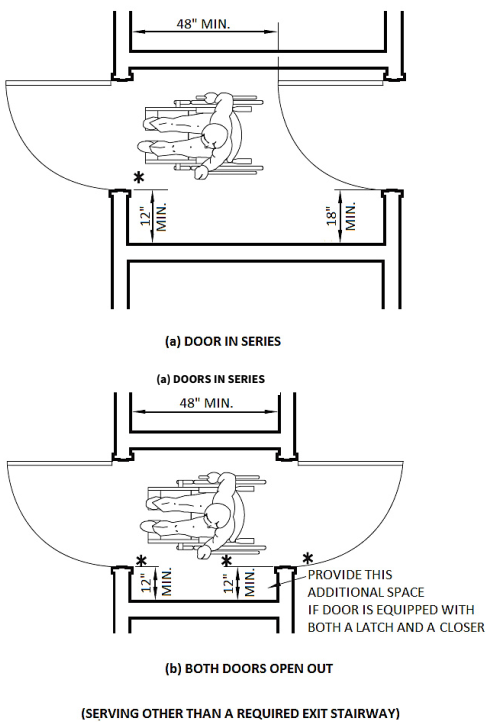 48" MIN.
*
12" MIN.
18" MIN.
(a) DOOR IN SERIES
(a) DOORS IN SERIES
48" MIN.
* * *
12" MIN.
12" MIN.
PROVIDE THIS
ADDITIONAL SPACE
IF DOOR IS EQUIPPED WITH
BOTH A LATCH AND A CLOSER
(b) BOTH DOORS OPEN OUT
(SERVING OTHER THAN A REQUIRED EXIT STAIRWAY)